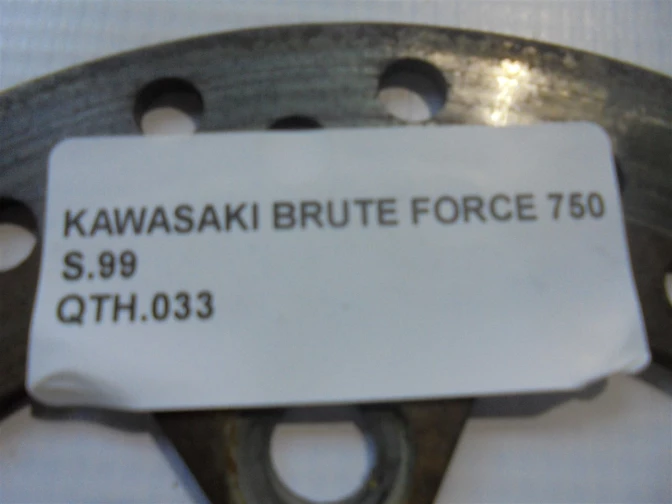 KAWASAKI BRUTE FORCE 750
S.99
QTH.033